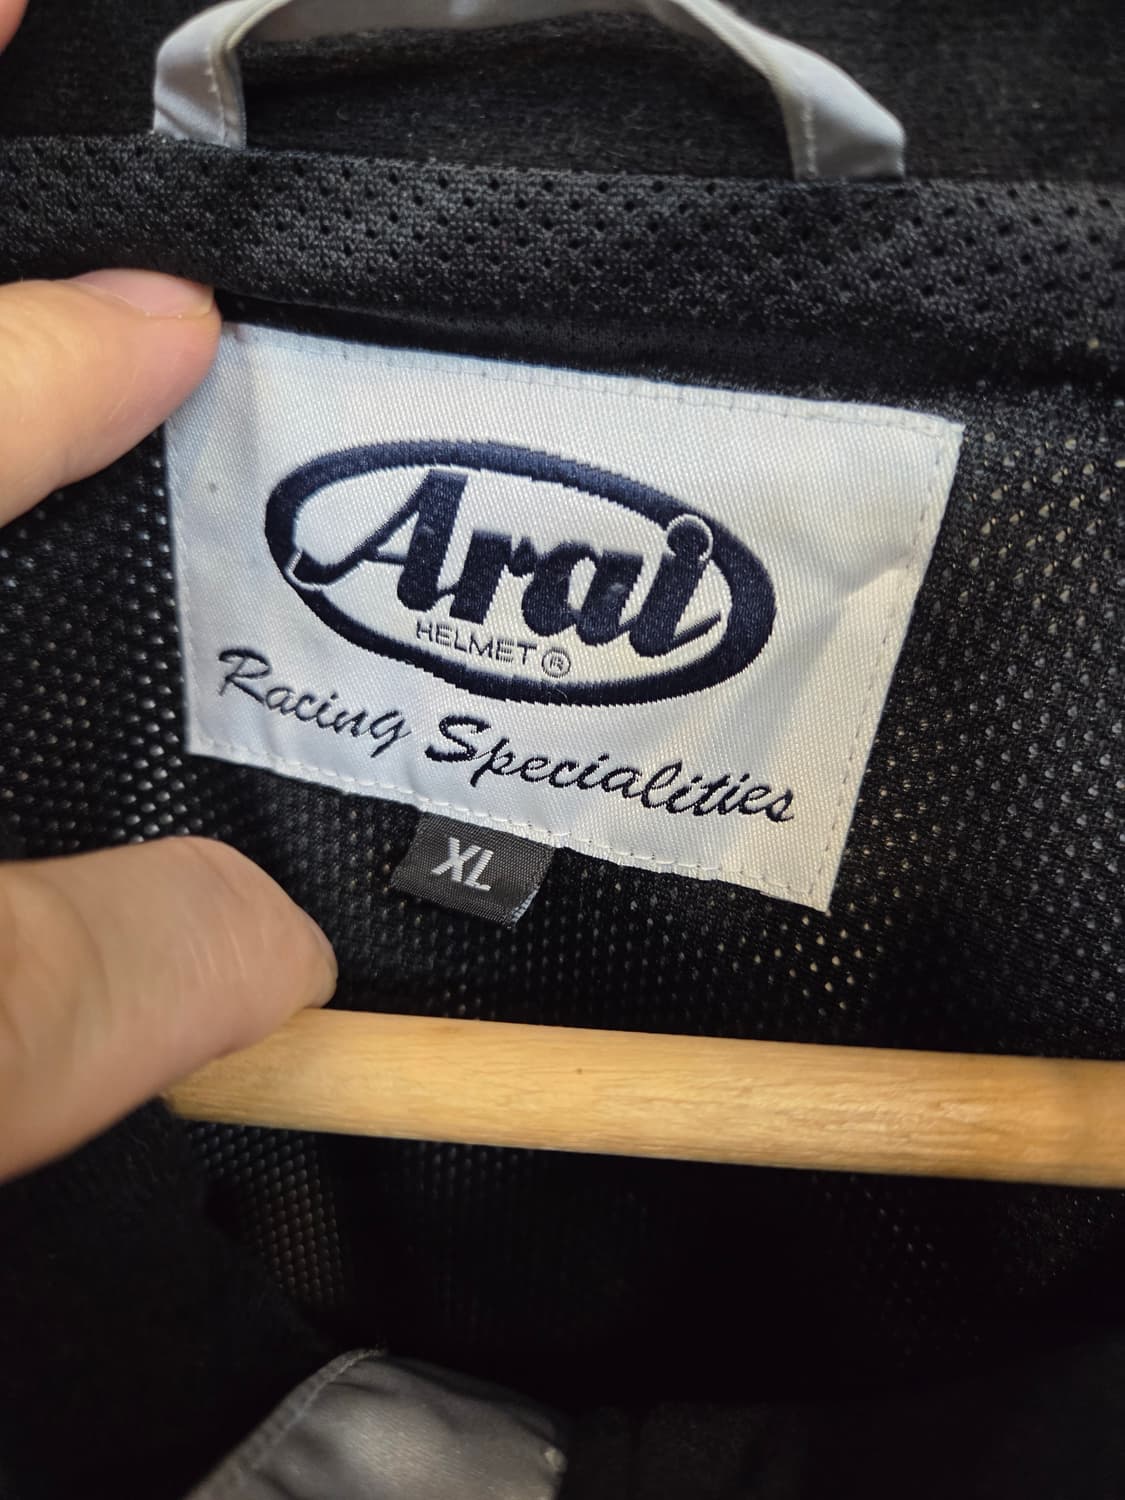 Arai
HELMET ®
Racing Specialities
XL